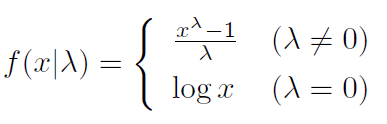 f(x|λ) = { (x^λ − 1)/λ (λ ≠ 0)
log x (λ = 0)